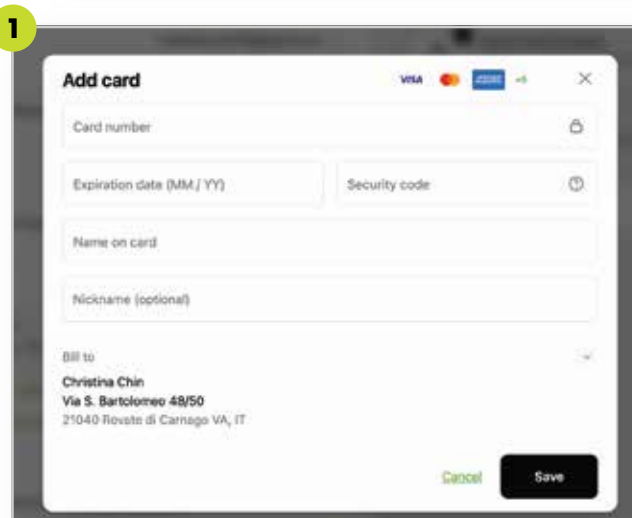 1
Add card
VISA
Card number
Expiration date (MM / YY)
Security code
Name on card
Nickname (optional)
Bill to
Christina Chin
Via S. Bartolomeo 48/50
21040 Rovate di Carnago VA, IT
Cancel
Save